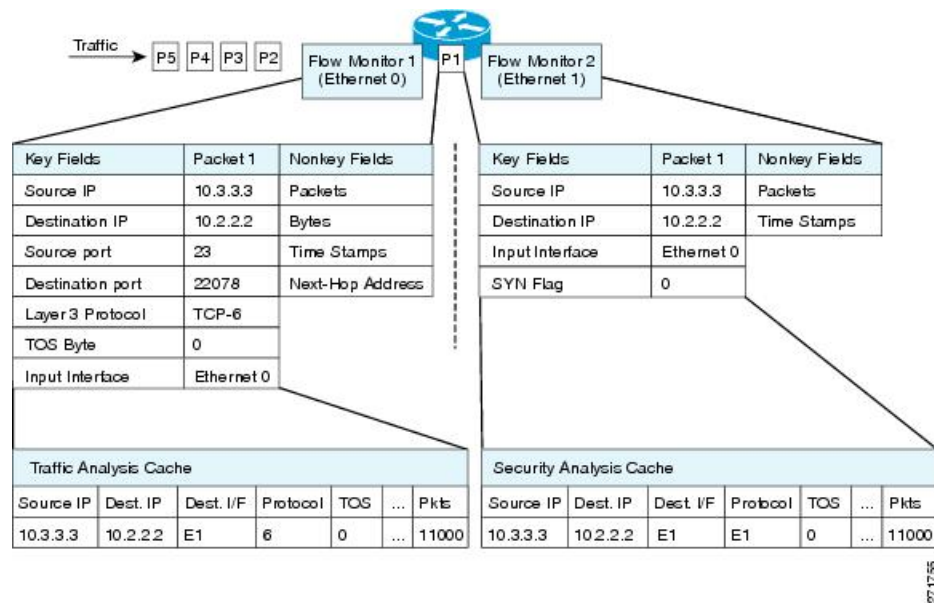 Traffic
P5 P4 P3 P2
Flow Monitor 1
(Ethernet 0)
P1
Flow Monitor 2
(Ethernet 1)
Key Fields Packet 1 Nonkey Fields
Source IP 10.3.3.3 Packets
Destination IP 10.2.2.2 Bytes
Source port 23 Time Stamps
Destination port 22078 Next-Hop Address
Layer 3 Protocol TCP-6
TOS Byte 0
Input Interface Ethernet 0
Key Fields Packet 1 Nonkey Fields
Source IP 10.3.3.3 Packets
Destination IP 10.2.2.2 Time Stamps
Input Interface Ethernet 0
SYN Flag 0
Traffic Analysis Cache
Source IP Dest. IP Dest. I/F Protocol TOS ... Pkts
10.3.3.3 10.2.2.2 E1 6 0 ... 11000
Security Analysis Cache
Source IP Dest. IP Dest. I/F Protocol TOS ... Pkts
10.3.3.3 10.2.2.2 E1 E1 0 ... 11000
271755